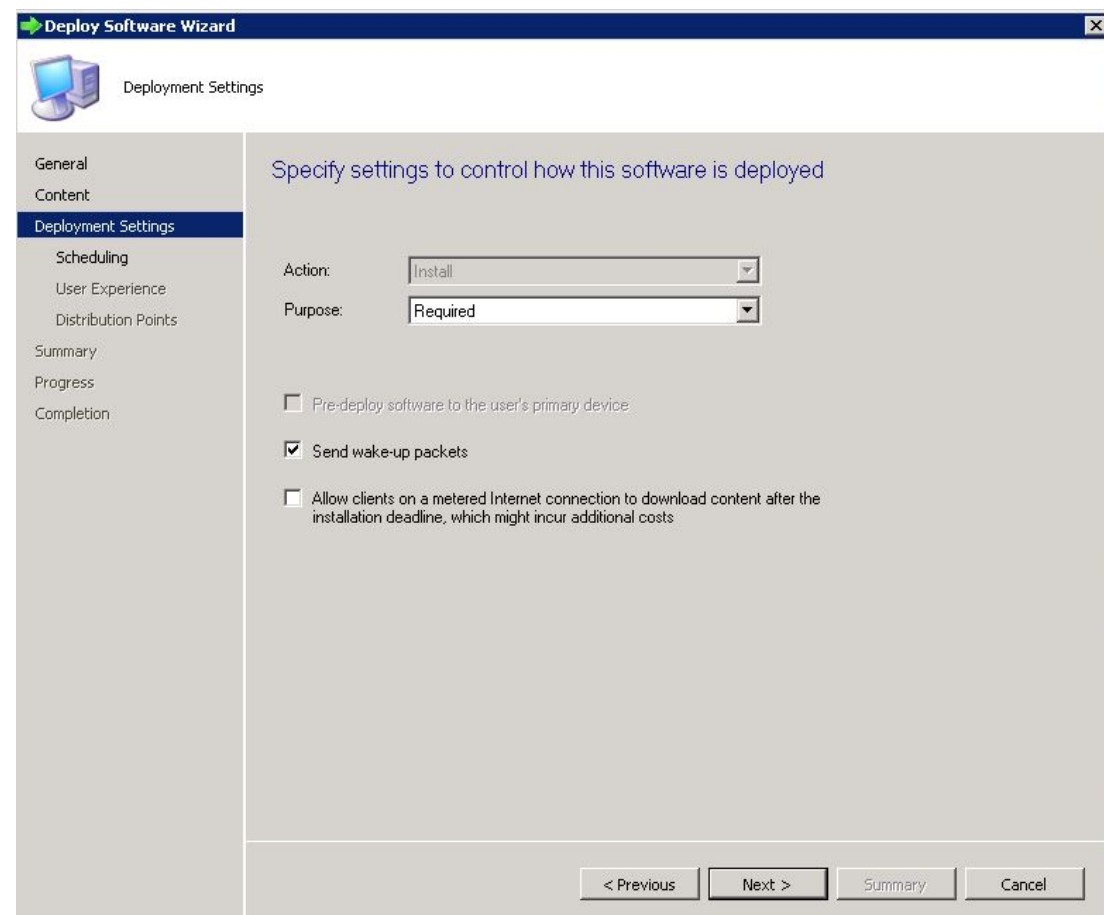 Deploy Software Wizard
Deployment Settings
General
Content
Deployment Settings
Scheduling
User Experience
Distribution Points
Summary
Progress
Completion
Specify settings to control how this software is deployed
Action: Install
Purpose: Required
Pre-deploy software to the user's primary device
Send wake-up packets
Allow clients on a metered Internet connection to download content after the
installation deadline, which might incur additional costs
< Previous Next > Summary Cancel